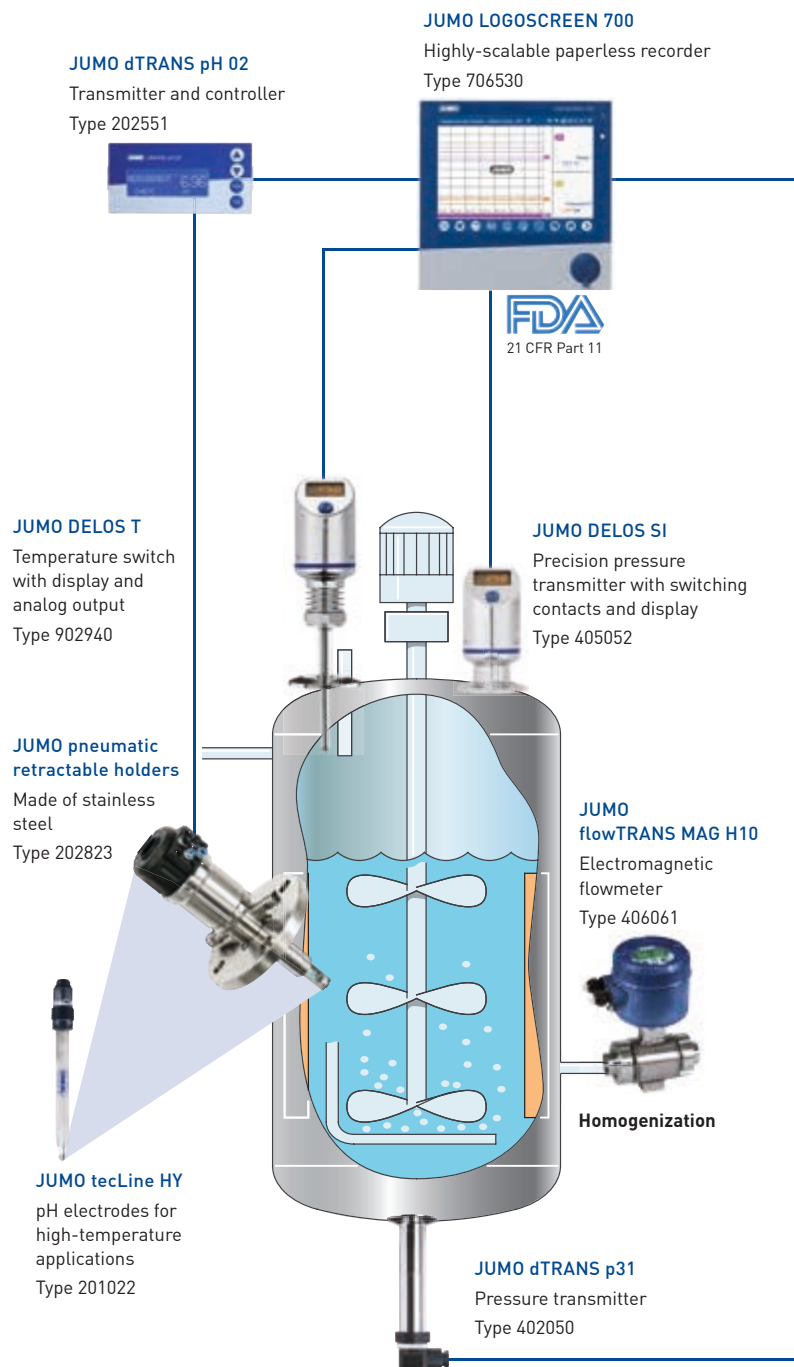 JUMO LOGOSCREEN 700
Highly-scalable paperless recorder
Type 706530
JUMO dTRANS pH 02
Transmitter and controller
Type 202551
FDA
21 CFR Part 11
JUMO DELOS T
Temperature switch
with display and
analog output
Type 902940
JUMO DELOS SI
Precision pressure
transmitter with switching
contacts and display
Type 405052
JUMO pneumatic
retractable holders
Made of stainless
steel
Type 202823
JUMO
flowTRANS MAG H10
Electromagnetic
flowmeter
Type 406061
Homogenization
JUMO tecLine HY
pH electrodes for
high-temperature
applications
Type 201022
JUMO dTRANS p31
Pressure transmitter
Type 402050